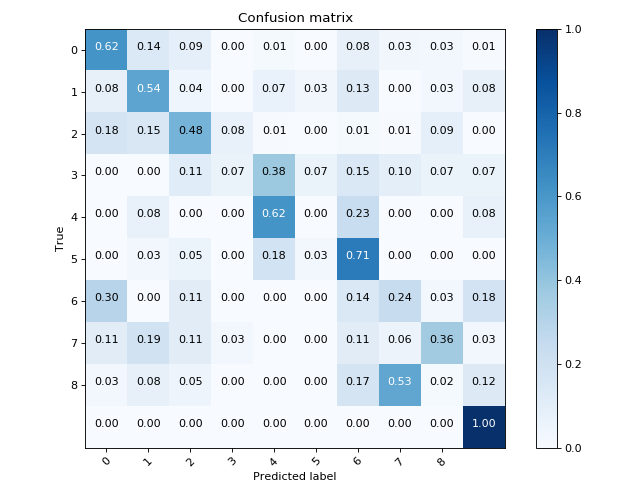 Confusion matrix
0 0.62 0.14 0.09 0.00 0.01 0.00 0.08 0.03 0.03 0.01
1 0.08 0.54 0.04 0.00 0.07 0.03 0.13 0.00 0.03 0.08
2 0.18 0.15 0.48 0.08 0.01 0.00 0.01 0.01 0.09 0.00
3 0.00 0.00 0.11 0.07 0.38 0.07 0.15 0.10 0.07 0.07
4 0.00 0.08 0.00 0.00 0.62 0.00 0.23 0.00 0.00 0.08
5 0.00 0.03 0.05 0.00 0.18 0.03 0.71 0.00 0.00 0.00
6 0.30 0.00 0.11 0.00 0.00 0.00 0.14 0.24 0.03 0.18
7 0.11 0.19 0.11 0.03 0.00 0.00 0.11 0.06 0.36 0.03
8 0.03 0.08 0.05 0.00 0.00 0.00 0.17 0.53 0.02 0.12
0.00 0.00 0.00 0.00 0.00 0.00 0.00 0.00 0.00 1.00
0 1 2 3 4 5 6 7 8
Predicted label
True
1.0
0.8
0.6
0.4
0.2
0.0